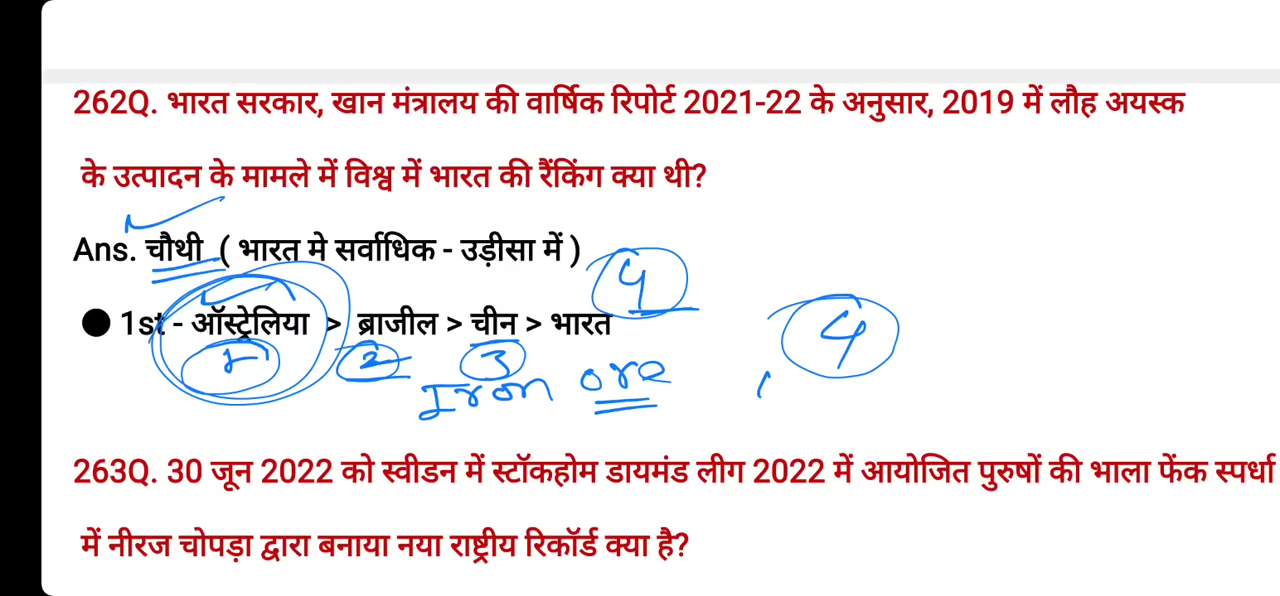 262Q. भारत सरकार, खान मंत्रालय की वार्षिक रिपोर्ट 2021-22 के अनुसार, 2019 में लौह अयस्क
के उत्पादन के मामले में विश्व में भारत की रैंकिंग क्या थी?
Ans. चौथी ( भारत मे सर्वाधिक - उड़ीसा में )
4
● 1st - ऑस्ट्रेलिया > ब्राजील > चीन > भारत
4
1 2 3
Iron ore
263Q. 30 जून 2022 को स्वीडन में स्टॉकहोम डायमंड लीग 2022 में आयोजित पुरुषों की भाला फेंक स्पर्धा
में नीरज चोपड़ा द्वारा बनाया नया राष्ट्रीय रिकॉर्ड क्या है?